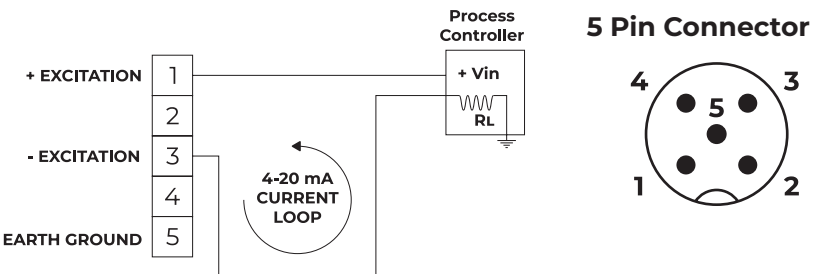 + EXCITATION
- EXCITATION
EARTH GROUND
1
2
3
4
5
4-20 mA
CURRENT
LOOP
Process
Controller
+ Vin
RL
5 Pin Connector
4
3
5
1
2